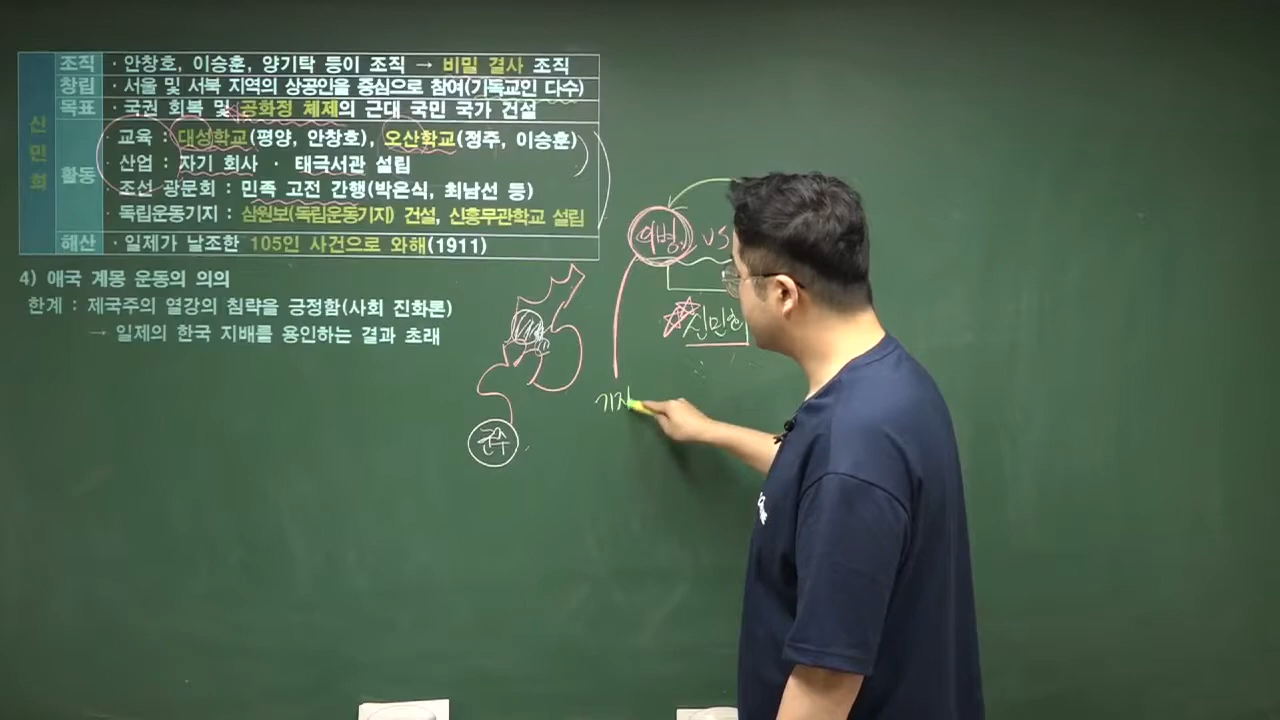 신민회
조직 · 안창호, 이승훈, 양기탁 등이 조직 → 비밀 결사 조직
창립 · 서울 및 서북 지역의 상공인을 중심으로 참여(기독교인 다수)
목표 · 국권 회복 및 공화정 체제의 근대 국민 국가 건설
활동 · 교육 : 대성학교(평양, 안창호), 오산학교(정주, 이승훈)
· 산업 : 자기 회사 · 태극서관 설립
· 조선 광문회 : 민족 고전 간행(박은식, 최남선 등)
· 독립운동기지 : 삼원보(독립운동기지) 건설, 신흥무관학교 설립
해산 · 일제가 날조한 105인 사건으로 와해(1911)
4) 애국 계몽 운동의 의의
한계 : 제국주의 열강의 침략을 긍정함(사회 진화론)
→ 일제의 한국 지배를 용인하는 결과 초래
의병 VS
신민회
기지
군수